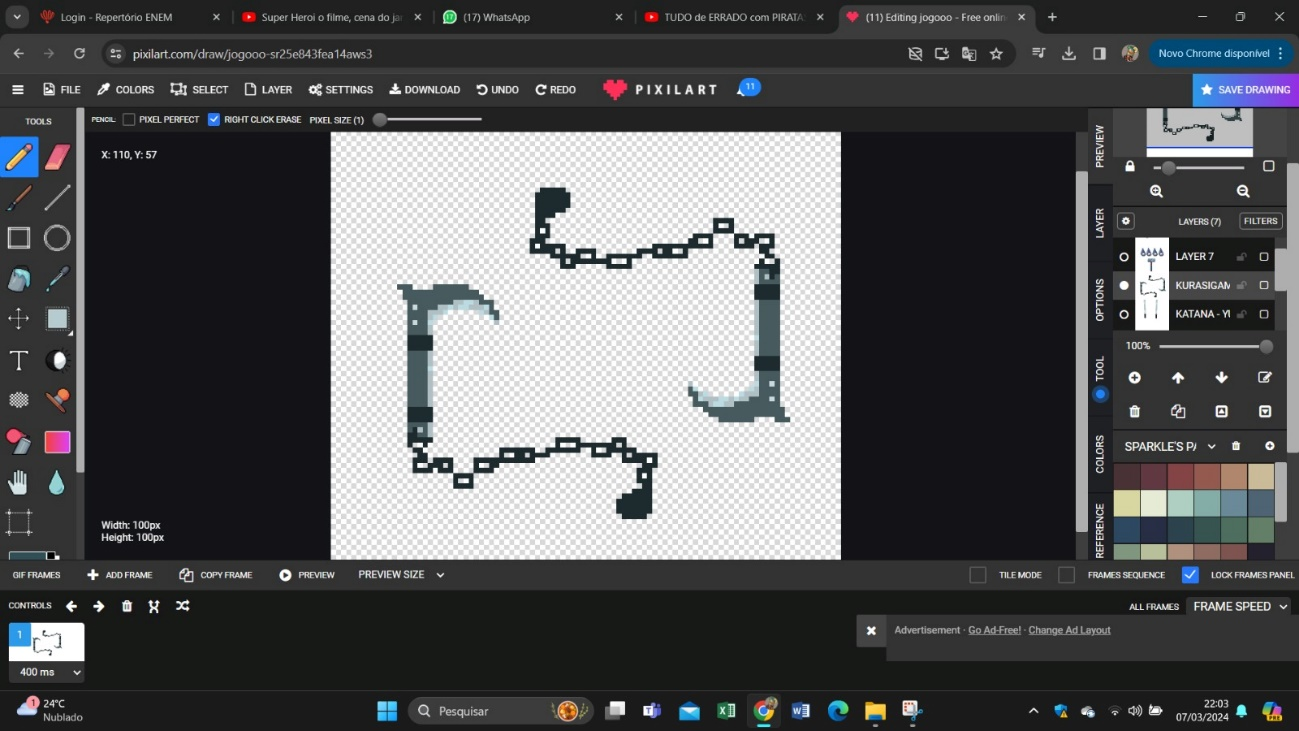 Login - Repertório ENEM
Super Heroi o filme, cena do ja
(17) WhatsApp
TUDO de ERRADO com PIRATA
(11) Editing jogooo - Free onlin
pixilart.com/draw/jogooo-sr25e843fea14aws3
Novo Chrome disponível
FILE
COLORS
SELECT
LAYER
SETTINGS
DOWNLOAD
UNDO
REDO
PIXILART
11
SAVE DRAWING
TOOLS
PENCIL:
PIXEL PERFECT
RIGHT CLICK ERASE
PIXEL SIZE (1)
X: 110, Y: 57
Width: 100px
Height: 100px
PREVIEW
LAYER
OPTIONS
TOOL
COLORS
REFERENCE
LAYERS (7)
FILTERS
LAYER 7
KURASIGAM
KATANA - Y
100%
SPARKLE'S P
GIF FRAMES
ADD FRAME
COPY FRAME
PREVIEW
PREVIEW SIZE
TILE MODE
FRAMES SEQUENCE
LOCK FRAMES PANEL
CONTROLS
ALL FRAMES
FRAME SPEED
1
400 ms
Advertisement · Go Ad-Free! · Change Ad Layout
1
24°C
Nublado
Pesquisar
22:03
07/03/2024